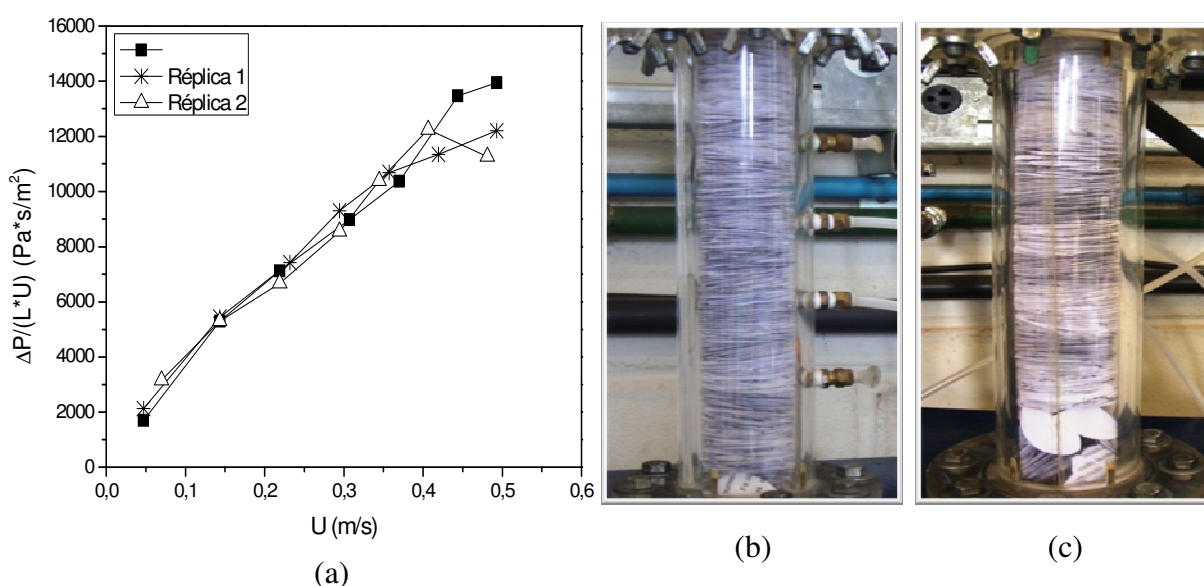 16000
14000
12000
10000
8000
6000
4000
2000
0
ΔP/(L*U) (Pa*s/m²)
Réplica 1
Réplica 2
0,0 0,1 0,2 0,3 0,4 0,5 0,6
U (m/s)
(a)
(b)
(c)